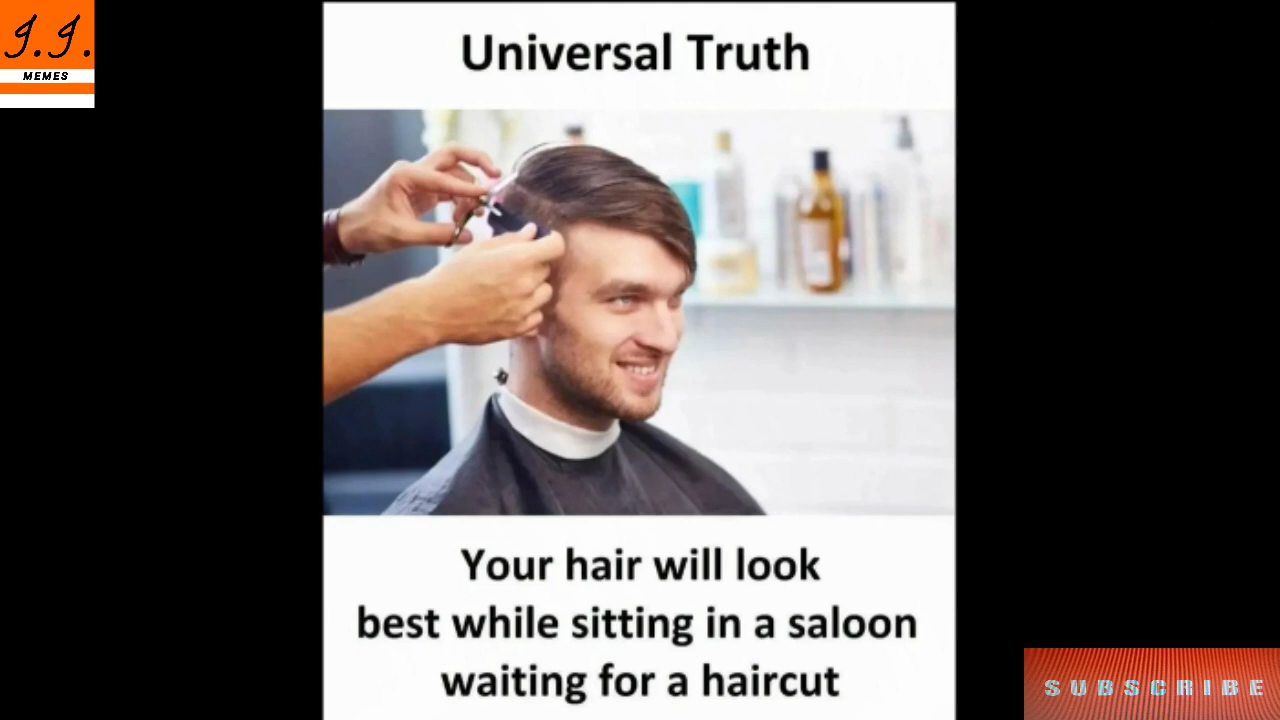 J.J.
MEMES
Universal Truth
Your hair will look
best while sitting in a saloon
waiting for a haircut
SUBSCRIBE